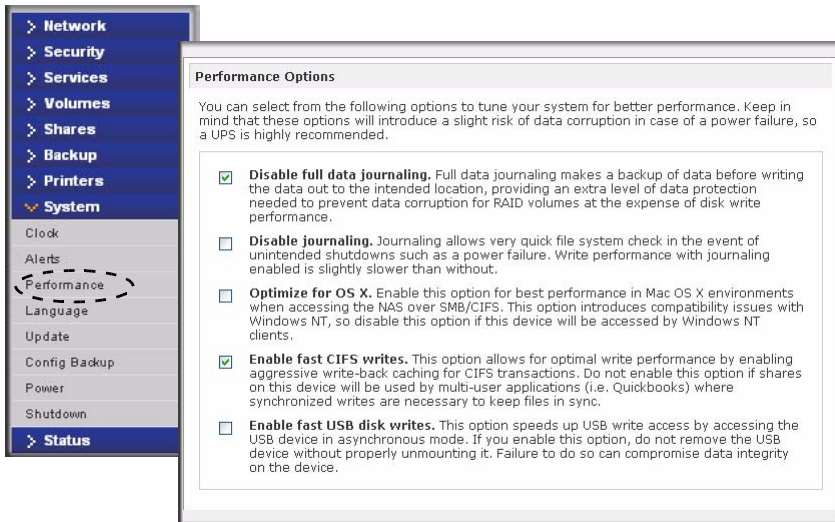 > Network
> Security
> Services
> Volumes
> Shares
> Backup
> Printers
System
Clock
Alerts
Performance
Language
Update
Config Backup
Power
Shutdown
> Status
Performance Options
You can select from the following options to tune your system for better performance. Keep in
mind that these options will introduce a slight risk of data corruption in case of a power failure, so
a UPS is highly recommended.
Disable full data journaling. Full data journaling makes a backup of data before writing
the data out to the intended location, providing an extra level of data protection
needed to prevent data corruption for RAID volumes at the expense of disk write
performance.
Disable journaling. Journaling allows very quick file system check in the event of
unintended shutdowns such as a power failure. Write performance with journaling
enabled is slightly slower than without.
Optimize for OS X. Enable this option for best performance in Mac OS X environments
when accessing the NAS over SMB/CIFS. This option introduces compatibility issues with
Windows NT, so disable this option if this device will be accessed by Windows NT
clients.
Enable fast CIFS writes. This option allows for optimal write performance by enabling
aggressive write-back caching for CIFS transactions. Do not enable this option if shares
on this device will be used by multi-user applications (i.e. Quickbooks) where
synchronized writes are necessary to keep files in sync.
Enable fast USB disk writes. This option speeds up USB write access by accessing the
USB device in asynchronous mode. If you enable this option, do not remove the USB
device without properly unmounting it. Failure to do so can compromise data integrity
on the device.